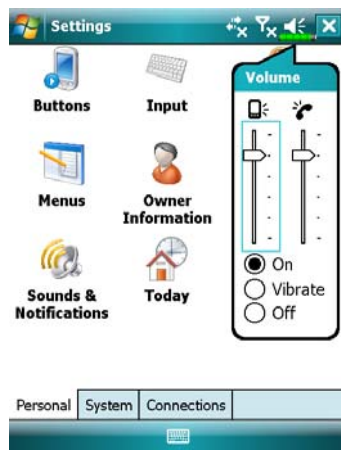 Settings
Volume
Buttons
Input
Menus
Owner
Information
On
Vibrate
Off
Sounds &
Notifications
Today
Personal
System
Connections